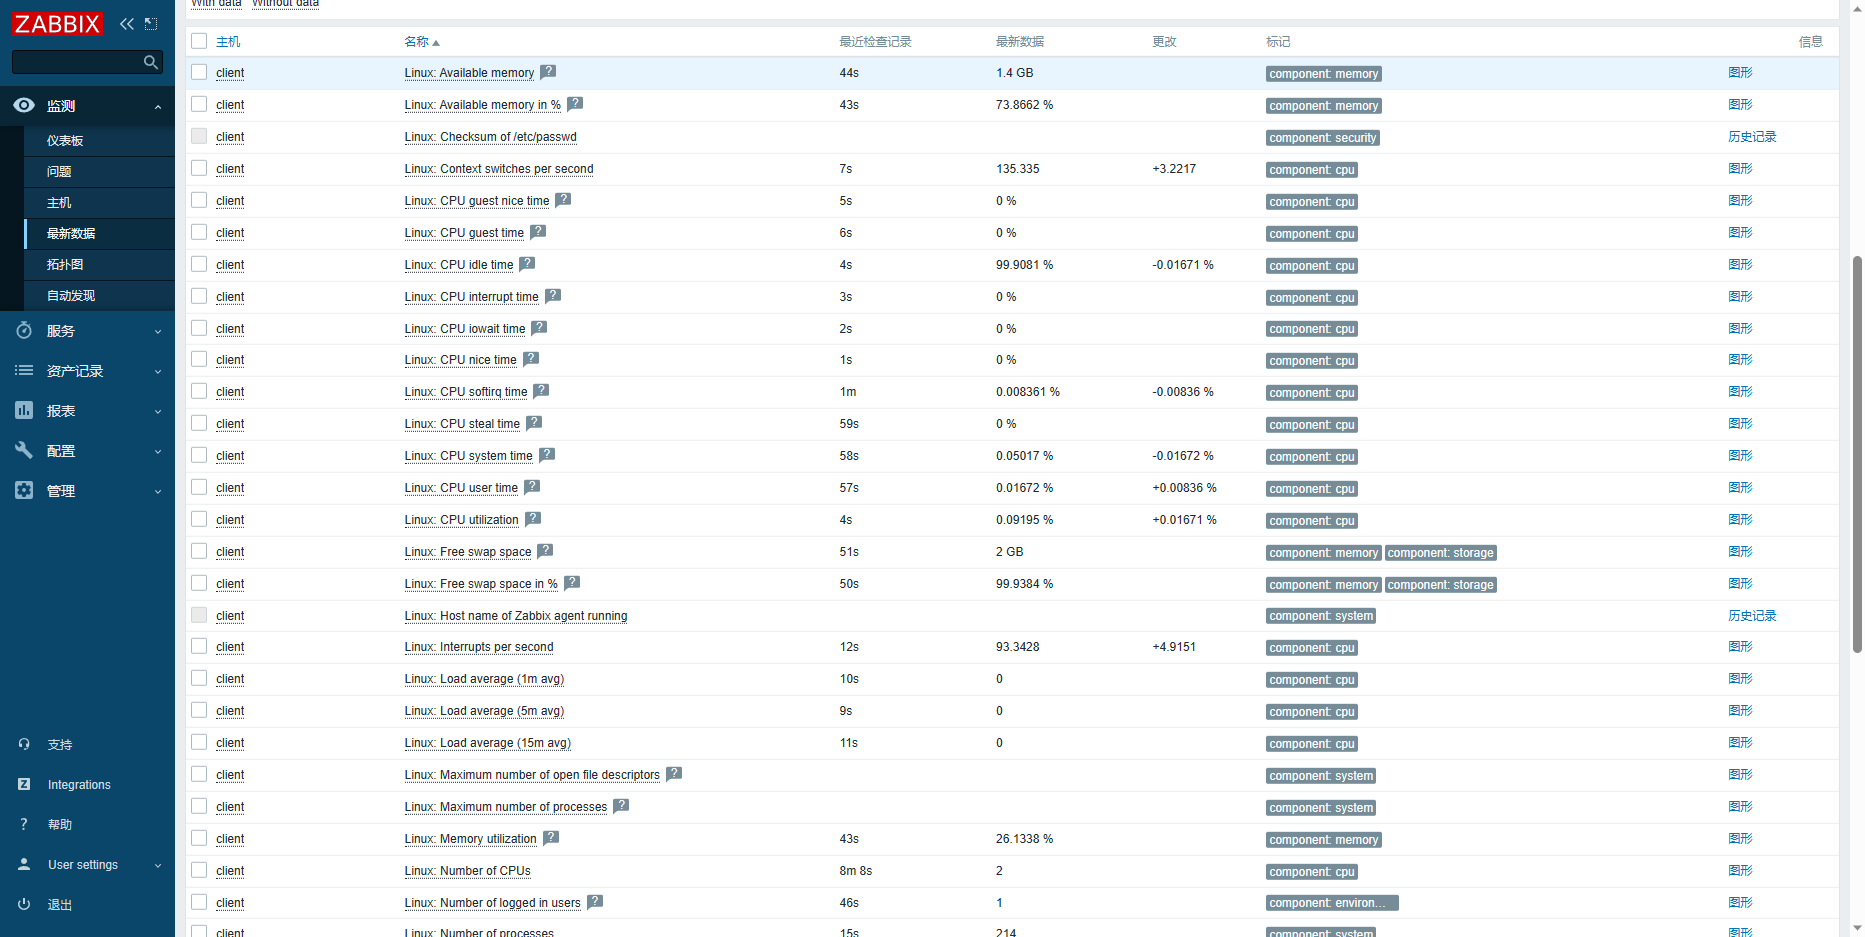 With data Without data
ZABBIX
主机 名称 最近检查记录 最新数据 更改 标记 信息
client Linux: Available memory ? 44s 1.4 GB component: memory 图形
client Linux: Available memory in % ? 43s 73.8662 % component: memory 图形
client Linux: Checksum of /etc/passwd component: security 历史记录
client Linux: Context switches per second 7s 135.335 +3.2217 component: cpu 图形
client Linux: CPU guest nice time ? 5s 0 % component: cpu 图形
client Linux: CPU guest time ? 6s 0 % component: cpu 图形
client Linux: CPU idle time ? 4s 99.9081 % -0.01671 % component: cpu 图形
client Linux: CPU interrupt time ? 3s 0 % component: cpu 图形
client Linux: CPU iowait time ? 2s 0 % component: cpu 图形
client Linux: CPU nice time ? 1s 0 % component: cpu 图形
client Linux: CPU softirq time ? 1m 0.008361 % -0.00836 % component: cpu 图形
client Linux: CPU steal time ? 59s 0 % component: cpu 图形
client Linux: CPU system time ? 58s 0.05017 % -0.01672 % component: cpu 图形
client Linux: CPU user time ? 57s 0.01672 % +0.00836 % component: cpu 图形
client Linux: CPU utilization ? 4s 0.09195 % +0.01671 % component: cpu 图形
client Linux: Free swap space ? 51s 2 GB component: memory component: storage 图形
client Linux: Free swap space in % ? 50s 99.9384 % component: memory component: storage 图形
client Linux: Host name of Zabbix agent running component: system 历史记录
client Linux: Interrupts per second 12s 93.3428 +4.9151 component: cpu 图形
client Linux: Load average (1m avg) 10s 0 component: cpu 图形
client Linux: Load average (5m avg) 9s 0 component: cpu 图形
client Linux: Load average (15m avg) 11s 0 component: cpu 图形
client Linux: Maximum number of open file descriptors ? component: system 图形
client Linux: Maximum number of processes ? component: system 图形
client Linux: Memory utilization ? 43s 26.1338 % component: memory 图形
client Linux: Number of CPUs 8m 8s 2 component: cpu 图形
client Linux: Number of logged in users ? 46s 1 component: environ... 图形
client Linux: Number of processes 15s 214 component: system 图形
监测
仪表板
问题
主机
最新数据
拓扑图
自动发现
服务
资产记录
报表
配置
管理
支持
Z Integrations
? 帮助
User settings
退出